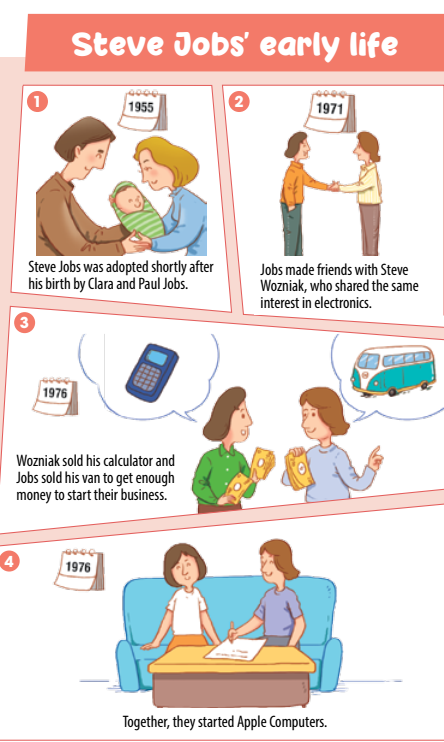 Steve Jobs' early life
1
1955
Steve Jobs was adopted shortly after
his birth by Clara and Paul Jobs.
2
1971
Jobs made friends with Steve
Wozniak, who shared the same
interest in electronics.
3
1976
Wozniak sold his calculator and
Jobs sold his van to get enough
money to start their business.
4
1976
Together, they started Apple Computers.